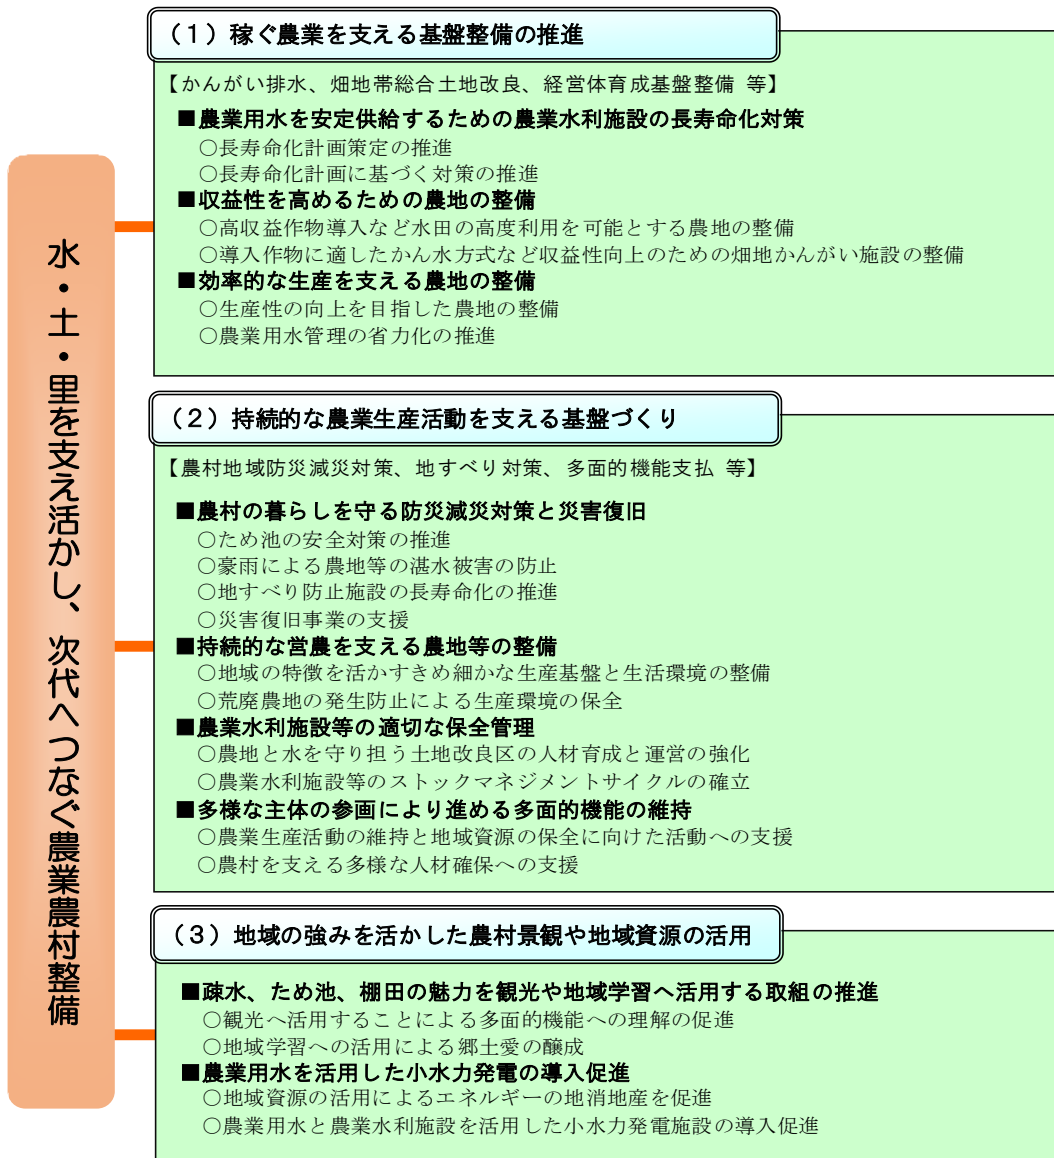 水・土・里を支え活かし、次代へつなぐ農業農村整備
（１）稼ぐ農業を支える基盤整備の推進
【かんがい排水、畑地帯総合土地改良、経営体育成基盤整備 等】
■農業用水を安定供給するための農業水利施設の長寿命化対策
○長寿命化計画策定の推進
○長寿命化計画に基づく対策の推進
■収益性を高めるための農地の整備
○高収益作物導入など水田の高度利用を可能とする農地の整備
○導入作物に適したかん水方式など収益性向上のための畑地かんがい施設の整備
■効率的な生産を支える農地の整備
○生産性の向上を目指した農地の整備
○農業用水管理の省力化の推進
（２）持続的な農業生産活動を支える基盤づくり
【農村地域防災減災対策、地すべり対策、多面的機能支払 等】
■農村の暮らしを守る防災減災対策と災害復旧
○ため池の安全対策の推進
○豪雨による農地等の湛水被害の防止
○地すべり防止施設の長寿命化の推進
○災害復旧事業の支援
■持続的な営農を支える農地等の整備
○地域の特徴を活かすきめ細かな生産基盤と生活環境の整備
○荒廃農地の発生防止による生産環境の保全
■農業水利施設等の適切な保全管理
○農地と水を守り担う土地改良区の人材育成と運営の強化
○農業水利施設等のストックマネジメントサイクルの確立
■多様な主体の参画により進める多面的機能の維持
○農業生産活動の維持と地域資源の保全に向けた活動への支援
○農村を支える多様な人材確保への支援
（３）地域の強みを活かした農村景観や地域資源の活用
■疎水、ため池、棚田の魅力を観光や地域学習へ活用する取組の推進
○観光へ活用することによる多面的機能への理解の促進
○地域学習への活用による郷土愛の醸成
■農業用水を活用した小水力発電の導入促進
○地域資源の活用によるエネルギーの地消地産を促進
○農業用水と農業水利施設を活用した小水力発電施設の導入促進